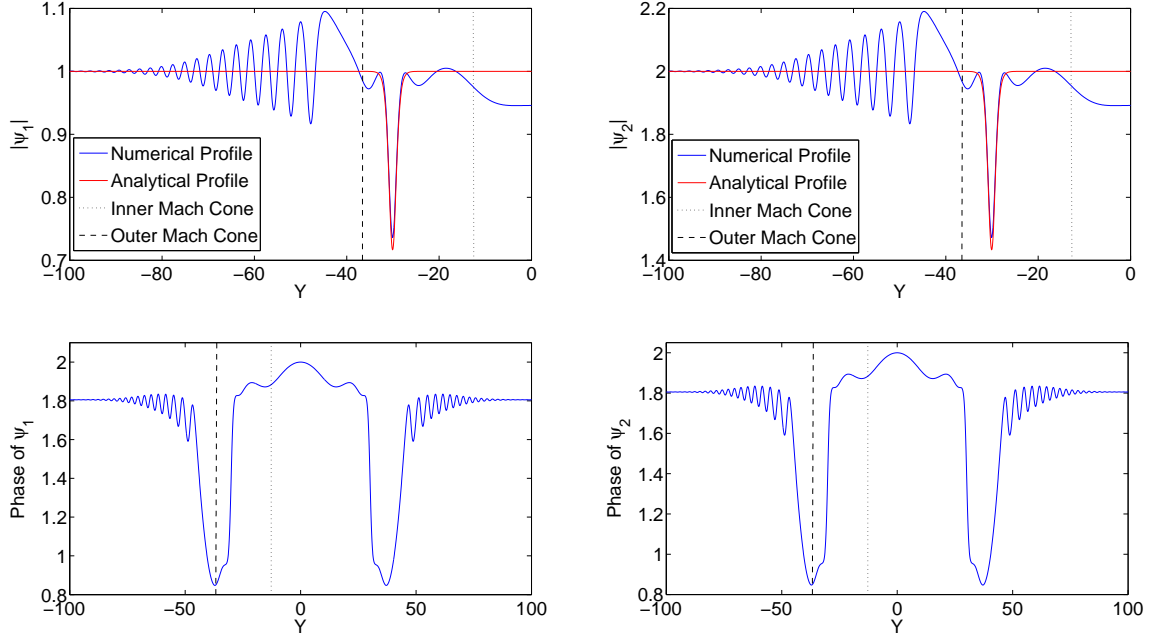 1.1
1
0.9
0.8
0.7
|ψ1|
Numerical Profile
Analytical Profile
Inner Mach Cone
Outer Mach Cone
−100 −80 −60 −40 −20 0
Y
2.2
2
1.8
1.6
1.4
|ψ2|
Numerical Profile
Analytical Profile
Inner Mach Cone
Outer Mach Cone
−100 −80 −60 −40 −20 0
Y
2
1.8
1.6
1.4
1.2
1
0.8
Phase of ψ1
−100 −50 0 50 100
Y
2
1.8
1.6
1.4
1.2
1
0.8
Phase of ψ2
−100 −50 0 50 100
Y